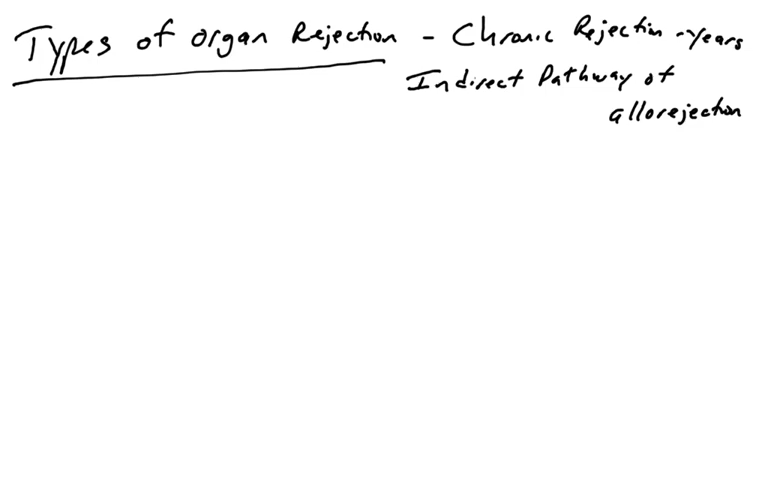 Types of organ Rejection - Chronic Rejection -years
Indirect Pathway of
allorejection